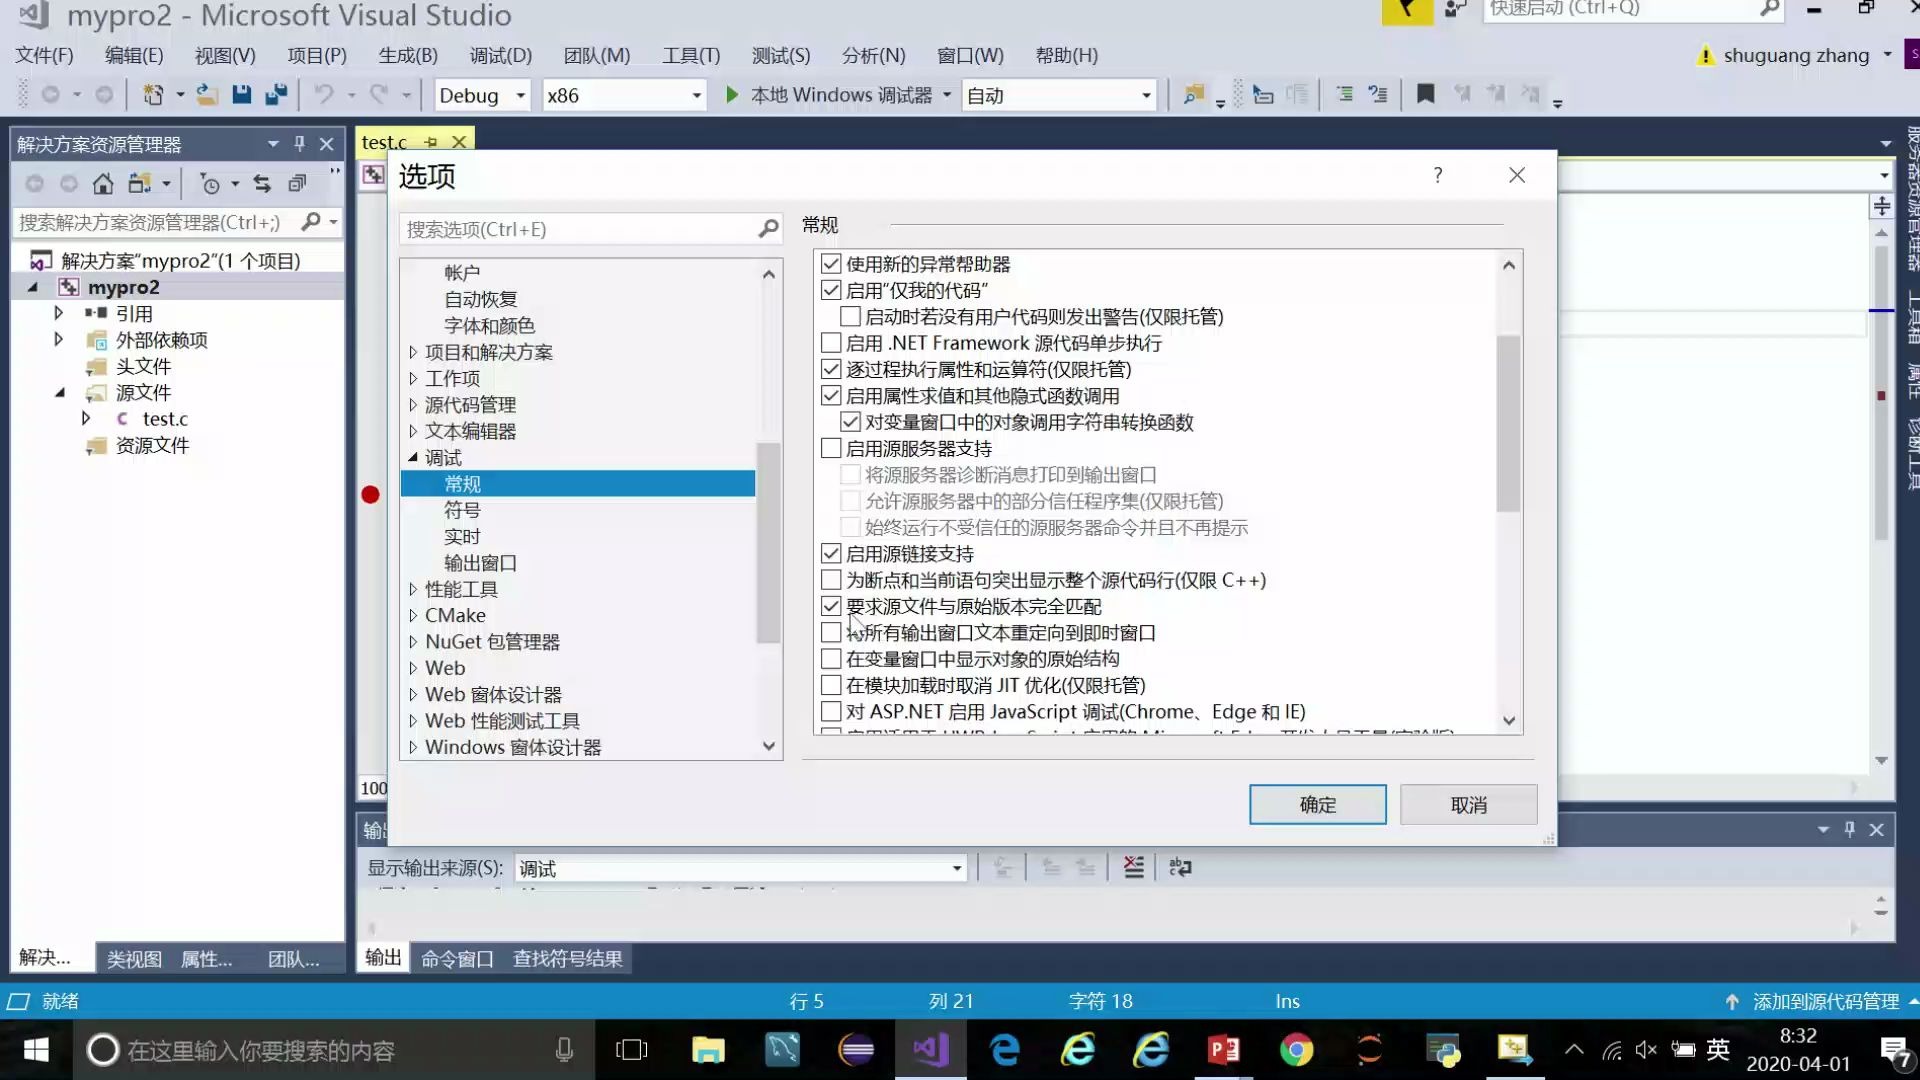 mypro2 - Microsoft Visual Studio
快速启动 (Ctrl+Q)
文件(F) 编辑(E) 视图(V) 项目(P) 生成(B) 调试(D) 团队(M) 工具(T) 测试(S) 分析(N) 窗口(W) 帮助(H)
shuguang zhang
Debug x86 本地 Windows 调试器 自动
解决方案资源管理器
搜索解决方案资源管理器(Ctrl+;)
解决方案“mypro2”(1 个项目)
mypro2
引用
外部依赖项
头文件
源文件
test.c
资源文件
解决... 类视图 属性... 团队...
test.c
选项
?
搜索选项(Ctrl+E)
帐户
自动恢复
字体和颜色
项目和解决方案
工作项
源代码管理
文本编辑器
调试
常规
符号
实时
输出窗口
性能工具
CMake
NuGet 包管理器
Web
Web 窗体设计器
Web 性能测试工具
Windows 窗体设计器
常规
使用新的异常帮助器
启用“仅我的代码”
启动时若没有用户代码则发出警告(仅限托管)
启用 .NET Framework 源代码单步执行
逐过程执行属性和运算符(仅限托管)
启用属性求值和其他隐式函数调用
对变量窗口中的对象调用字符串转换函数
启用源服务器支持
将源服务器诊断消息打印到输出窗口
允许源服务器中的部分信任程序集(仅限托管)
始终运行不受信任的源服务器命令并且不再提示
启用源链接支持
为断点和当前语句突出显示整个源代码行(仅限 C++)
要求源文件与原始版本完全匹配
将所有输出窗口文本重定向到即时窗口
在变量窗口中显示对象的原始结构
在模块加载时取消 JIT 优化(仅限托管)
对 ASP.NET 启用 JavaScript 调试(Chrome、Edge 和 IE)
确定 取消
服务器资源管理器
工具箱
属性
诊断工具
100
输出
显示输出来源(S): 调试
输出 命令窗口 查找符号结果
就绪 行 5 列 21 字符 18 Ins 添加到源代码管理
在这里输入你要搜索的内容
英
8:32
2020-04-01
7